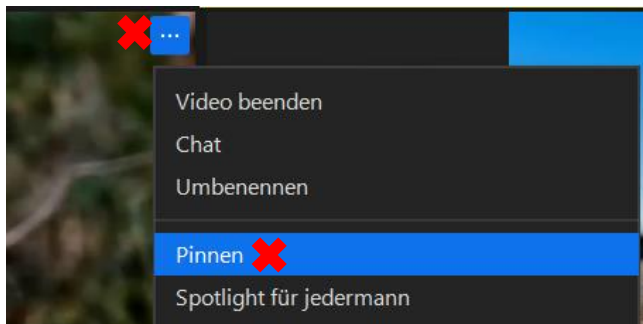 ...
Video beenden
Chat
Umbenennen
Pinnen
Spotlight für jedermann